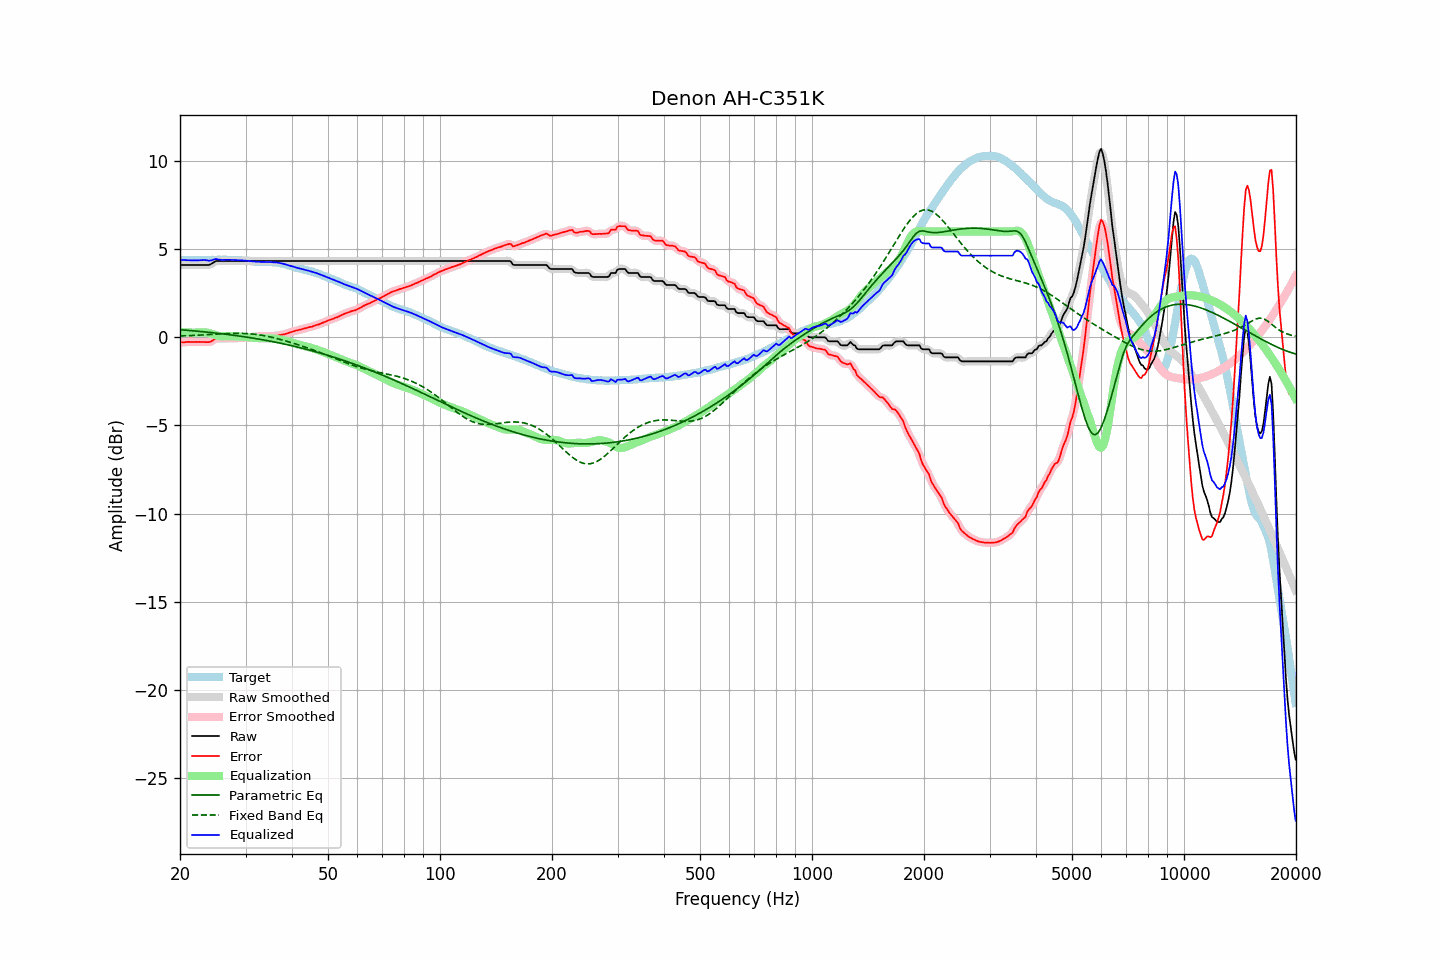 Denon AH-C351K
Amplitude (dBr)
10
5
0
−5
−10
−15
−20
−25
Target
Raw Smoothed
Error Smoothed
Raw
Error
Equalization
Parametric Eq
Fixed Band Eq
Equalized
20 50 100 200 500 1000 2000 5000 10000 20000
Frequency (Hz)